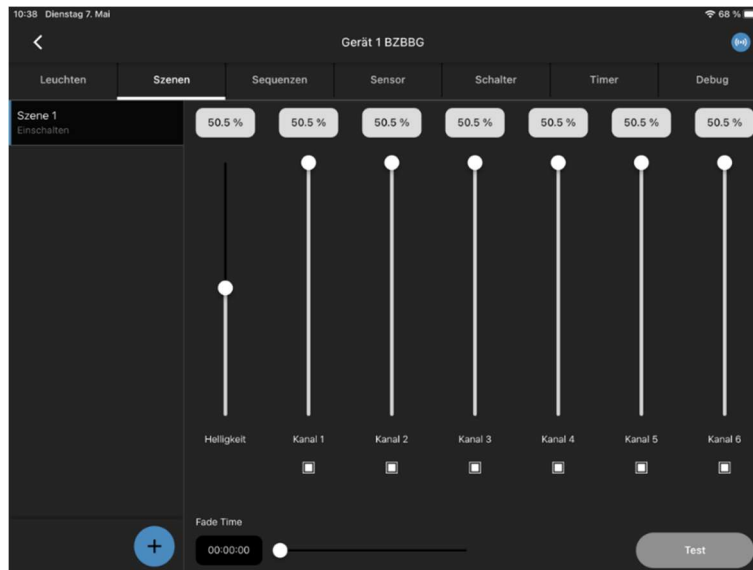 10:38 Dienstag 7. Mai 68 %
Gerät 1 BZBBG
Leuchten Szenen Sequenzen Sensor Schalter Timer Debug
Szene 1
Einschalten
50.5 % 50.5 % 50.5 % 50.5 % 50.5 % 50.5 % 50.5 %
Helligkeit Kanal 1 Kanal 2 Kanal 3 Kanal 4 Kanal 5 Kanal 6
Fade Time
00:00:00
Test